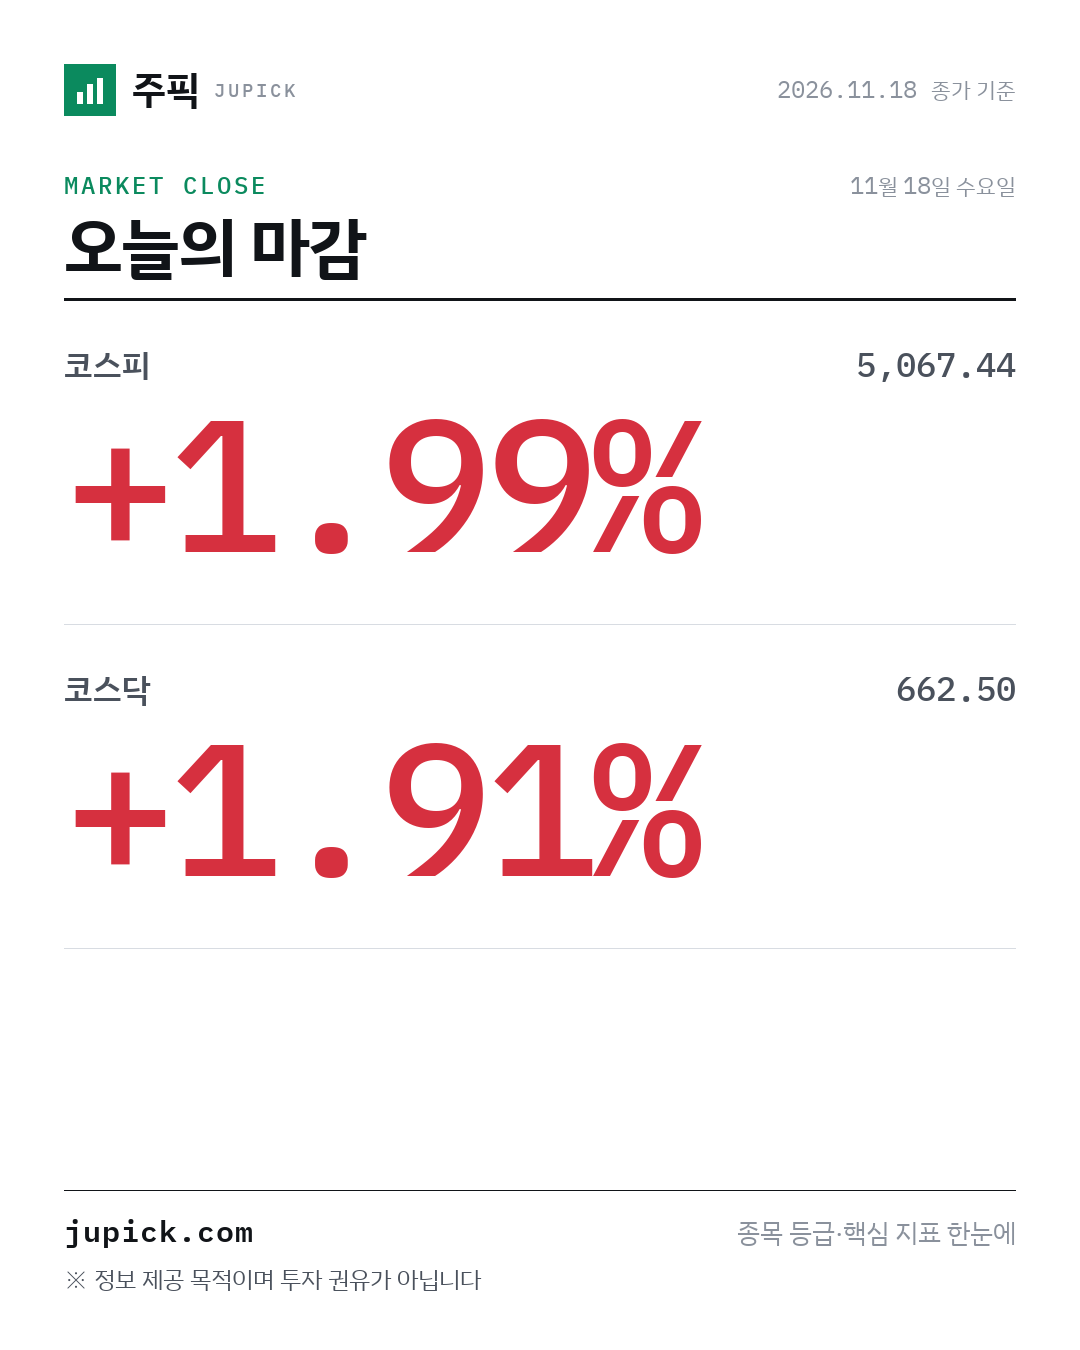 주픽 JUPICK
2026.11.18 종가 기준
MARKET CLOSE
11월 18일 수요일
오늘의 마감
코스피 5,067.44
+1.99%
코스닥 662.50
+1.91%
jupick.com
종목 등급·핵심 지표 한눈에
※ 정보 제공 목적이며 투자 권유가 아닙니다